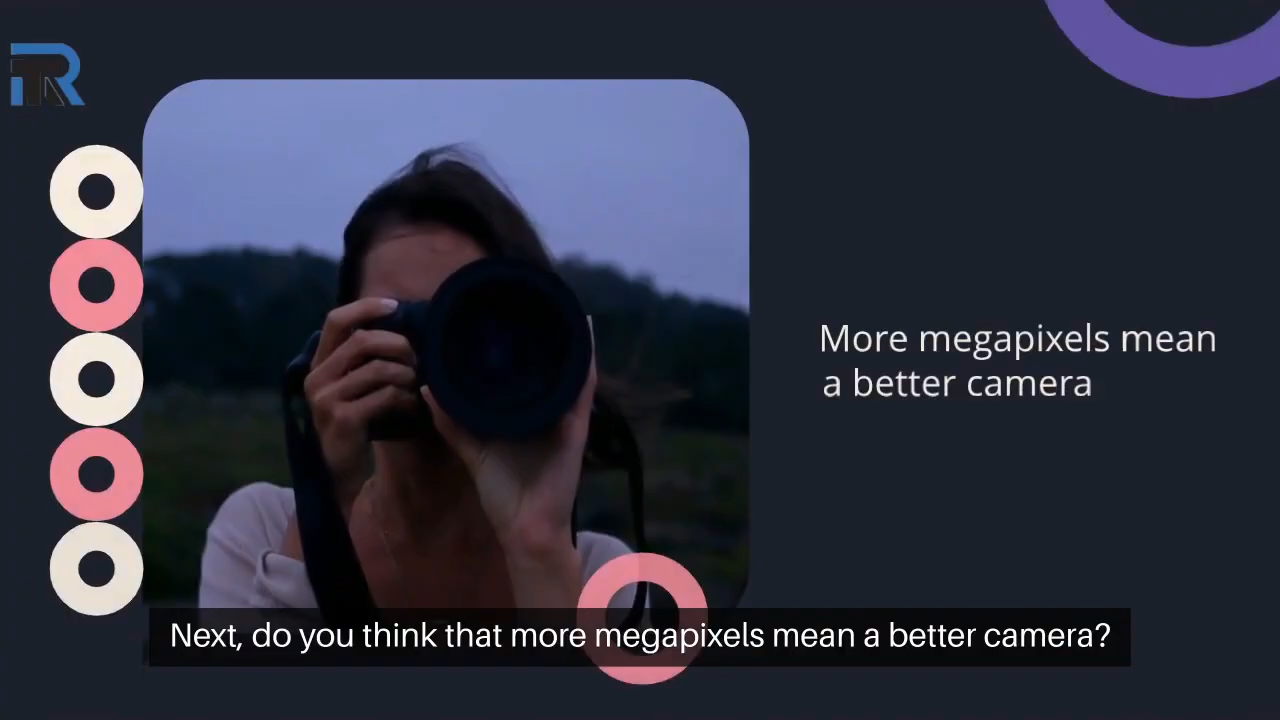 More megapixels mean
a better camera
Next, do you think that more megapixels mean a better camera?